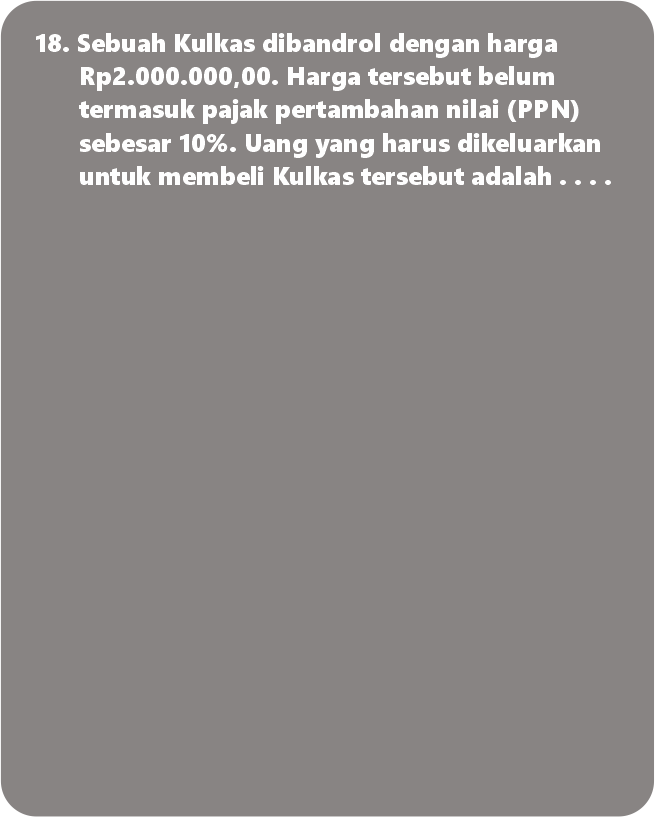 18. Sebuah Kulkas dibandrol dengan harga
Rp2.000.000,00. Harga tersebut belum
termasuk pajak pertambahan nilai (PPN)
sebesar 10%. Uang yang harus dikeluarkan
untuk membeli Kulkas tersebut adalah . . . .